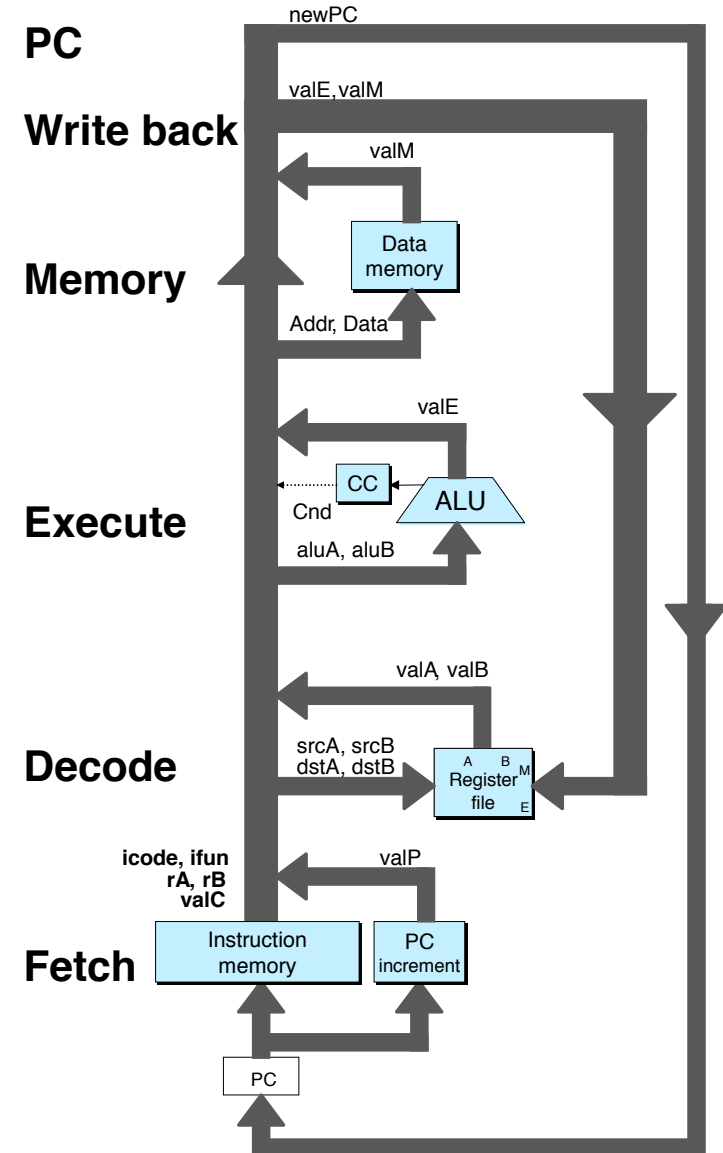 newPC
PC
valE, valM
Write back
valM
Data
memory
Memory
Addr, Data
valE
CC
ALU
Cnd
Execute
aluA, aluB
valA, valB
srcA, srcB
dstA, dstB
A B
M
Register
file
E
Decode
icode, ifun
rA, rB
valC
valP
Instruction
memory
PC
increment
Fetch
PC